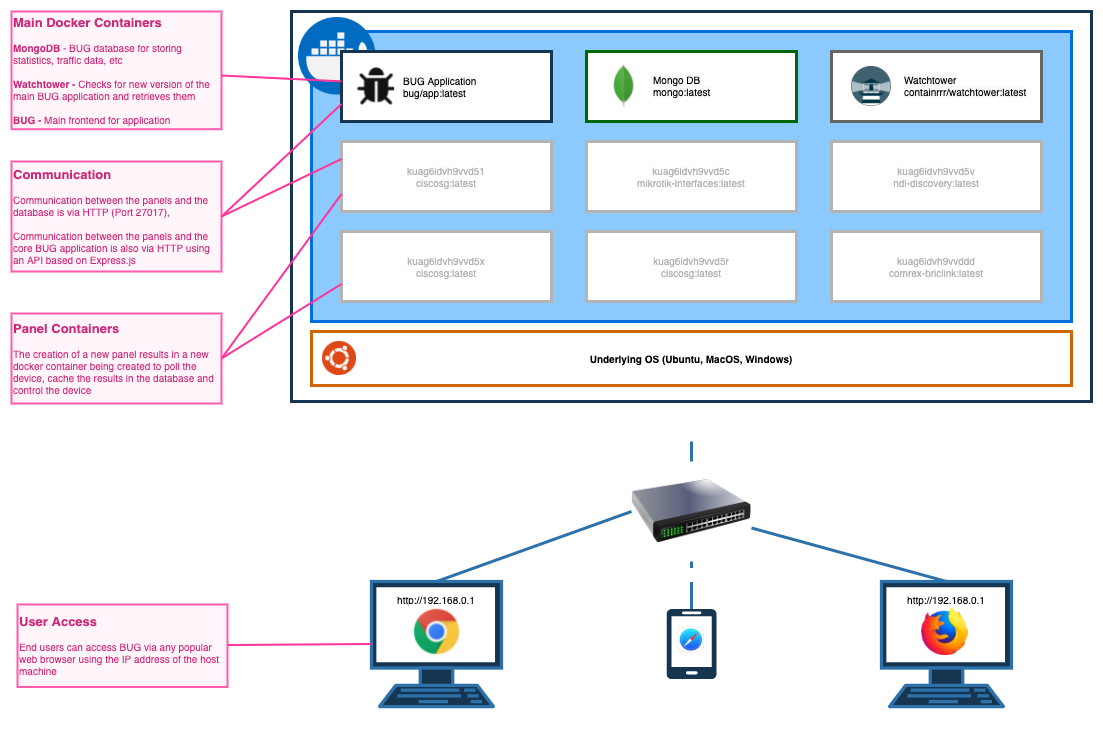 Main Docker Containers
MongoDB - BUG database for storing
statistics, traffic data, etc
Watchtower - Checks for new version of the
main BUG application and retrieves them
BUG - Main frontend for application
Communication
Communication between the panels and the
database is via HTTP (Port 27017),
Communication between the panels and the
core BUG application is also via HTTP using
an API based on Express.js
Panel Containers
The creation of a new panel results in a new
docker container being created to poll the
device, cache the results in the database and
control the device
BUG Application
bug/app:latest
Mongo DB
mongo:latest
Watchtower
containrrr/watchtower:latest
kuag6idvh9vvd51
ciscosg:latest
kuag6idvh9vvd5c
mikrotik-interfaces:latest
kuag6idvh9vvd5v
ndi-discovery:latest
kuag6idvh9vvd5x
ciscosg:latest
kuag6idvh9vvd5r
ciscosg:latest
kuag6idvh9vvddd
comrex-briclink:latest
Underlying OS (Ubuntu, MacOS, Windows)
http://192.168.0.1
http://192.168.0.1
User Access
End users can access BUG via any popular
web browser using the IP address of the host
machine